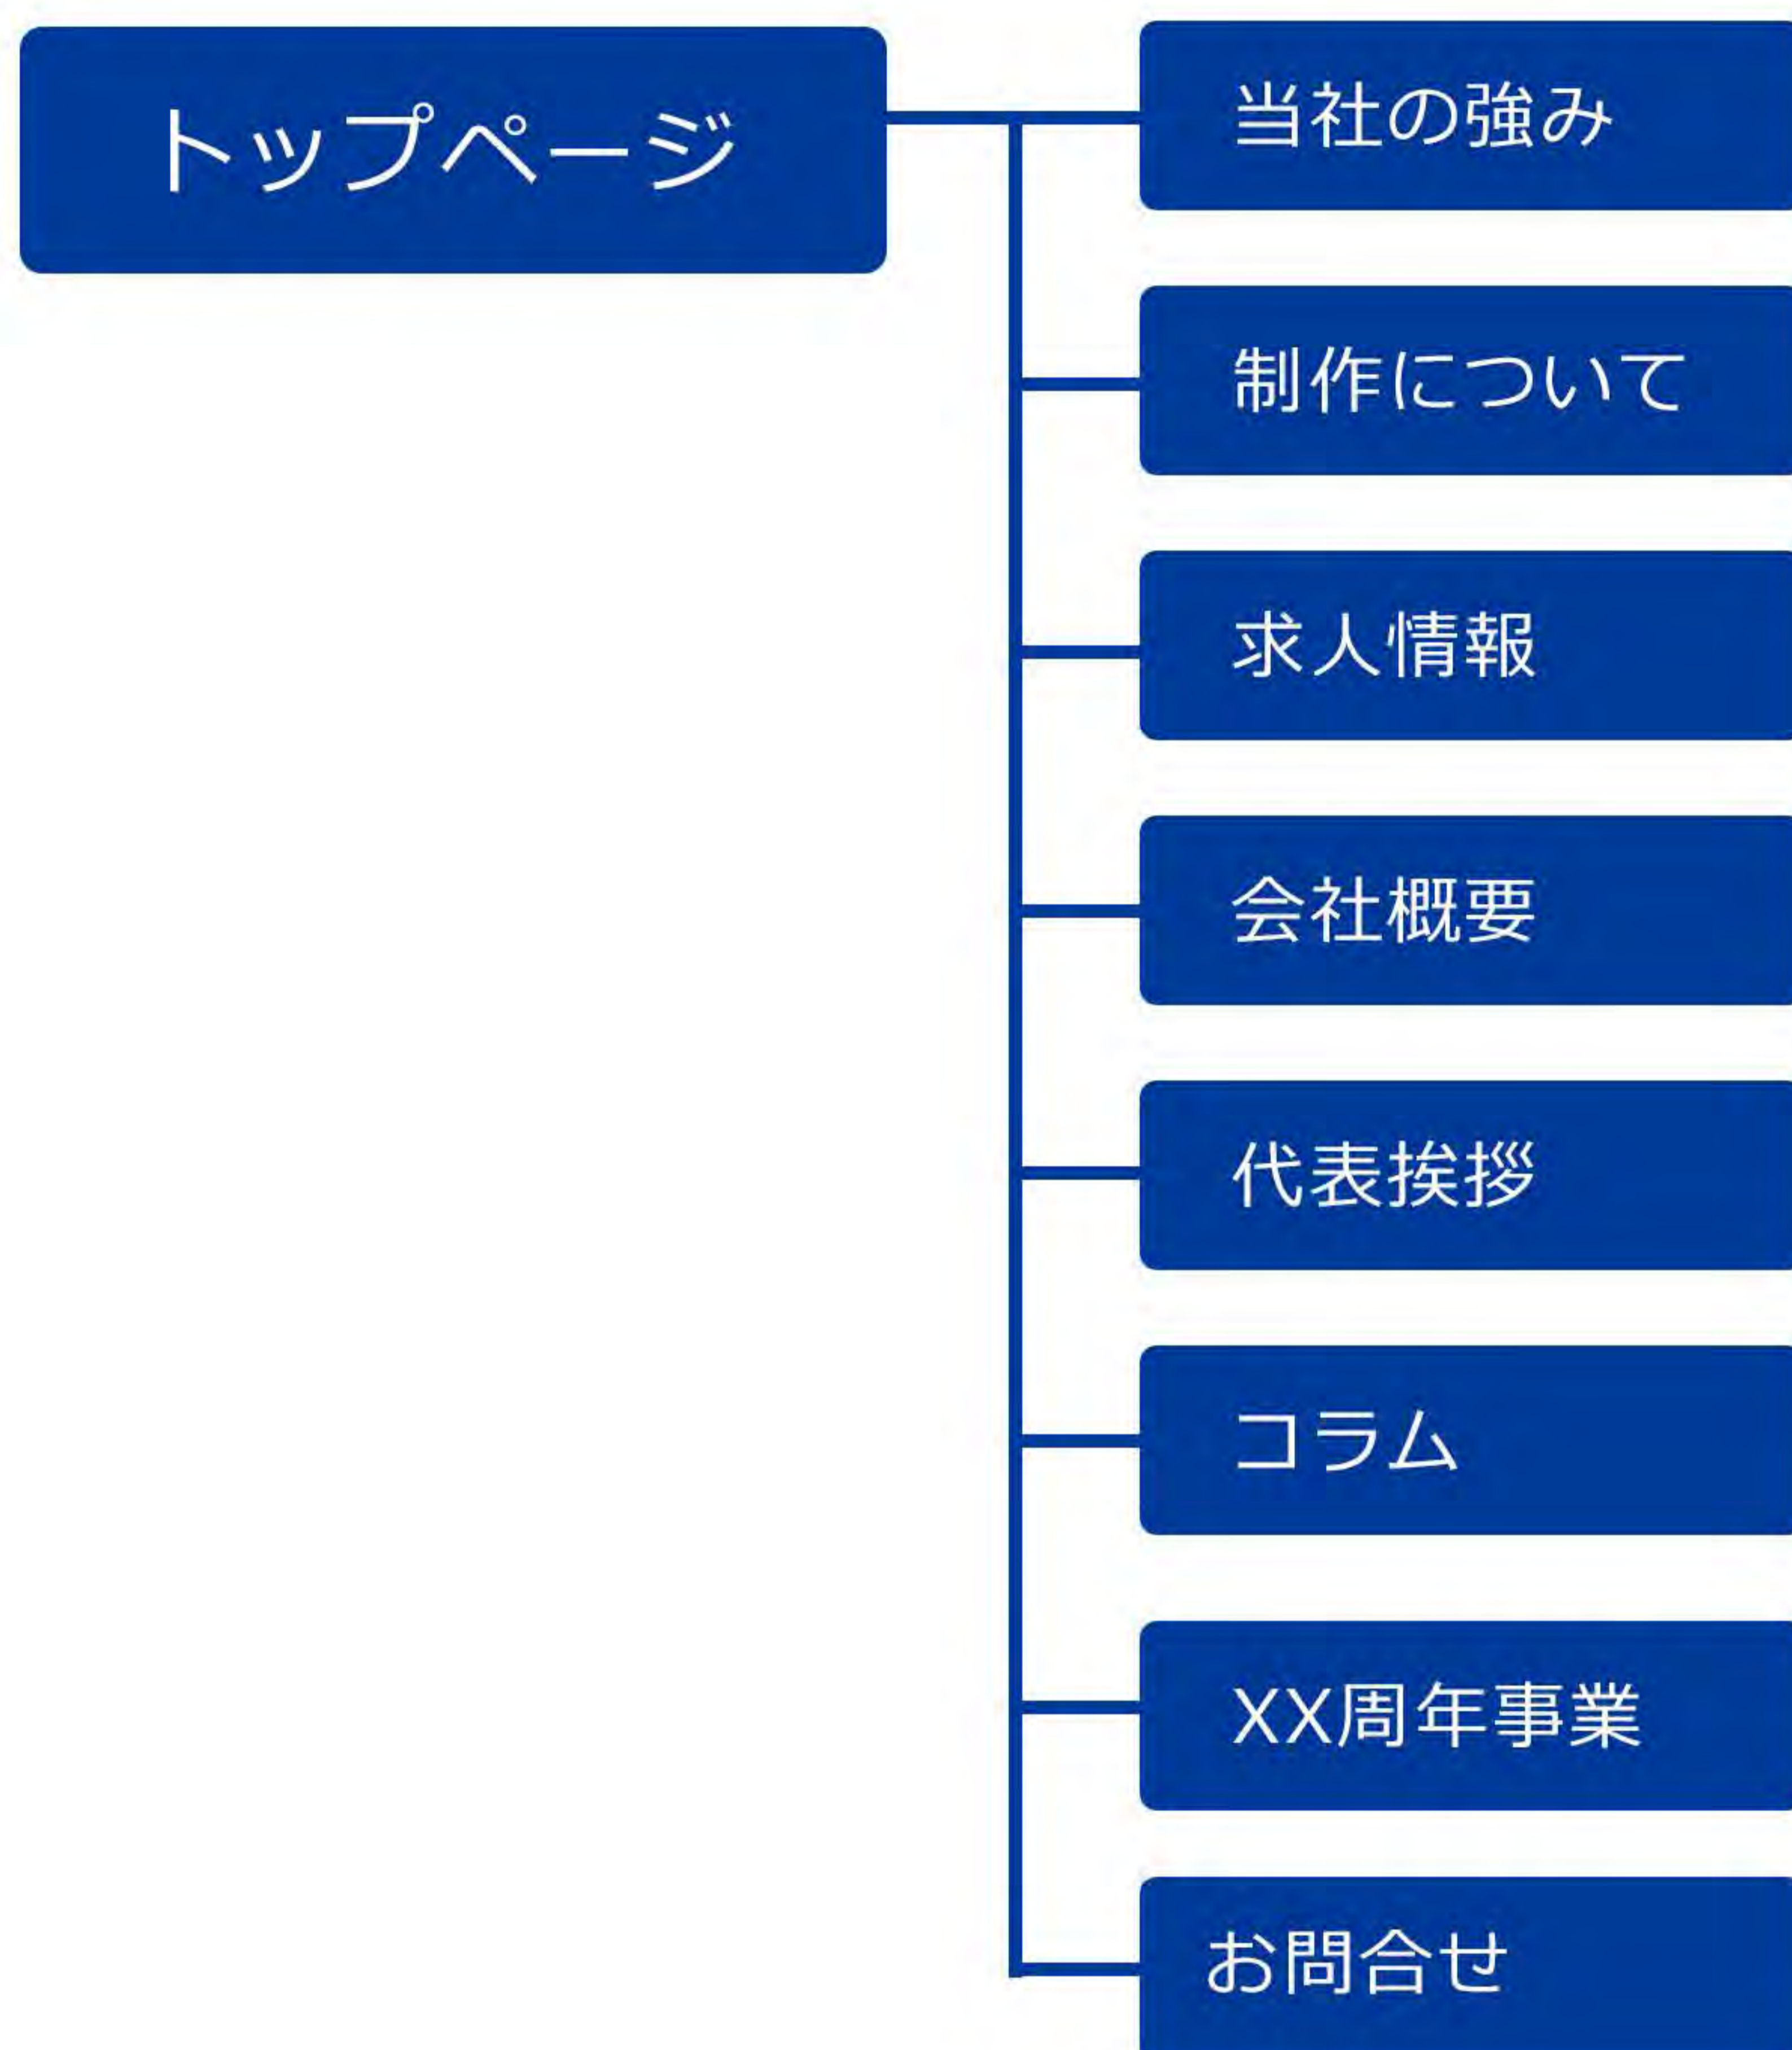 トップページ
当社の強み
制作について
求人情報
会社概要
代表挨拶
コラム
XX周年事業
お問合せ